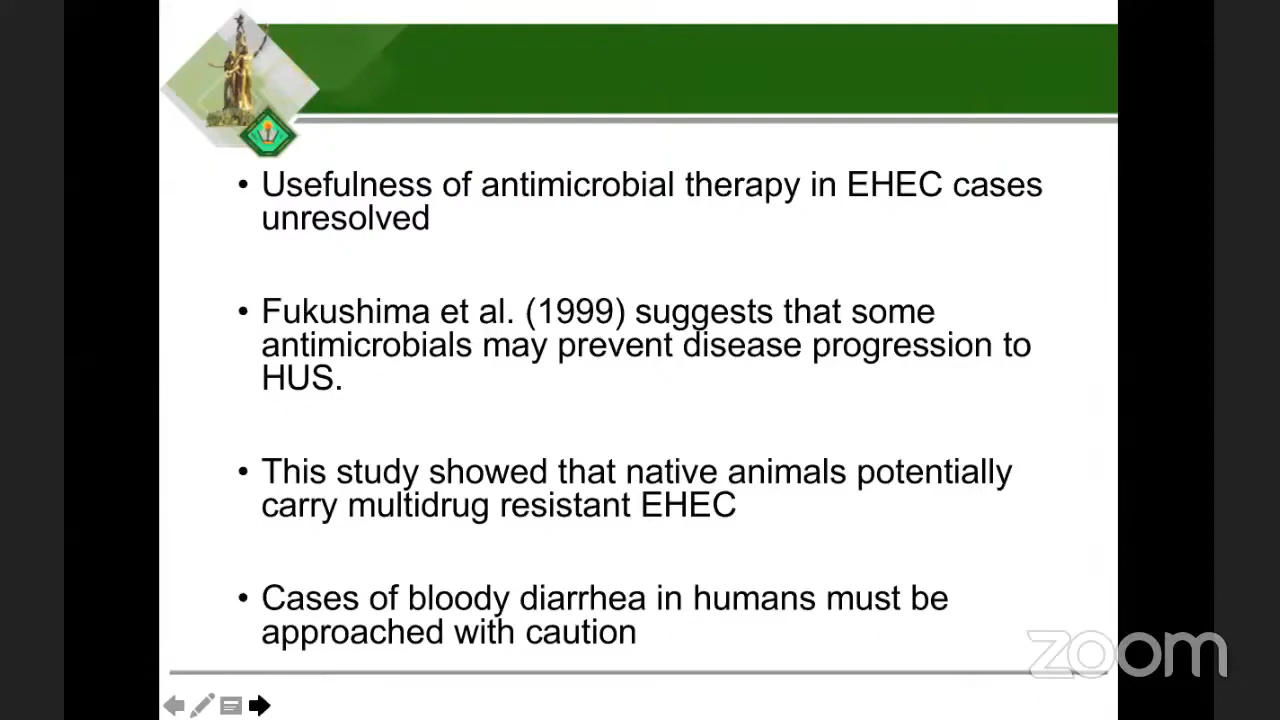 • Usefulness of antimicrobial therapy in EHEC cases
unresolved
• Fukushima et al. (1999) suggests that some
antimicrobials may prevent disease progression to
HUS.
• This study showed that native animals potentially
carry multidrug resistant EHEC
• Cases of bloody diarrhea in humans must be
approached with caution
zoom